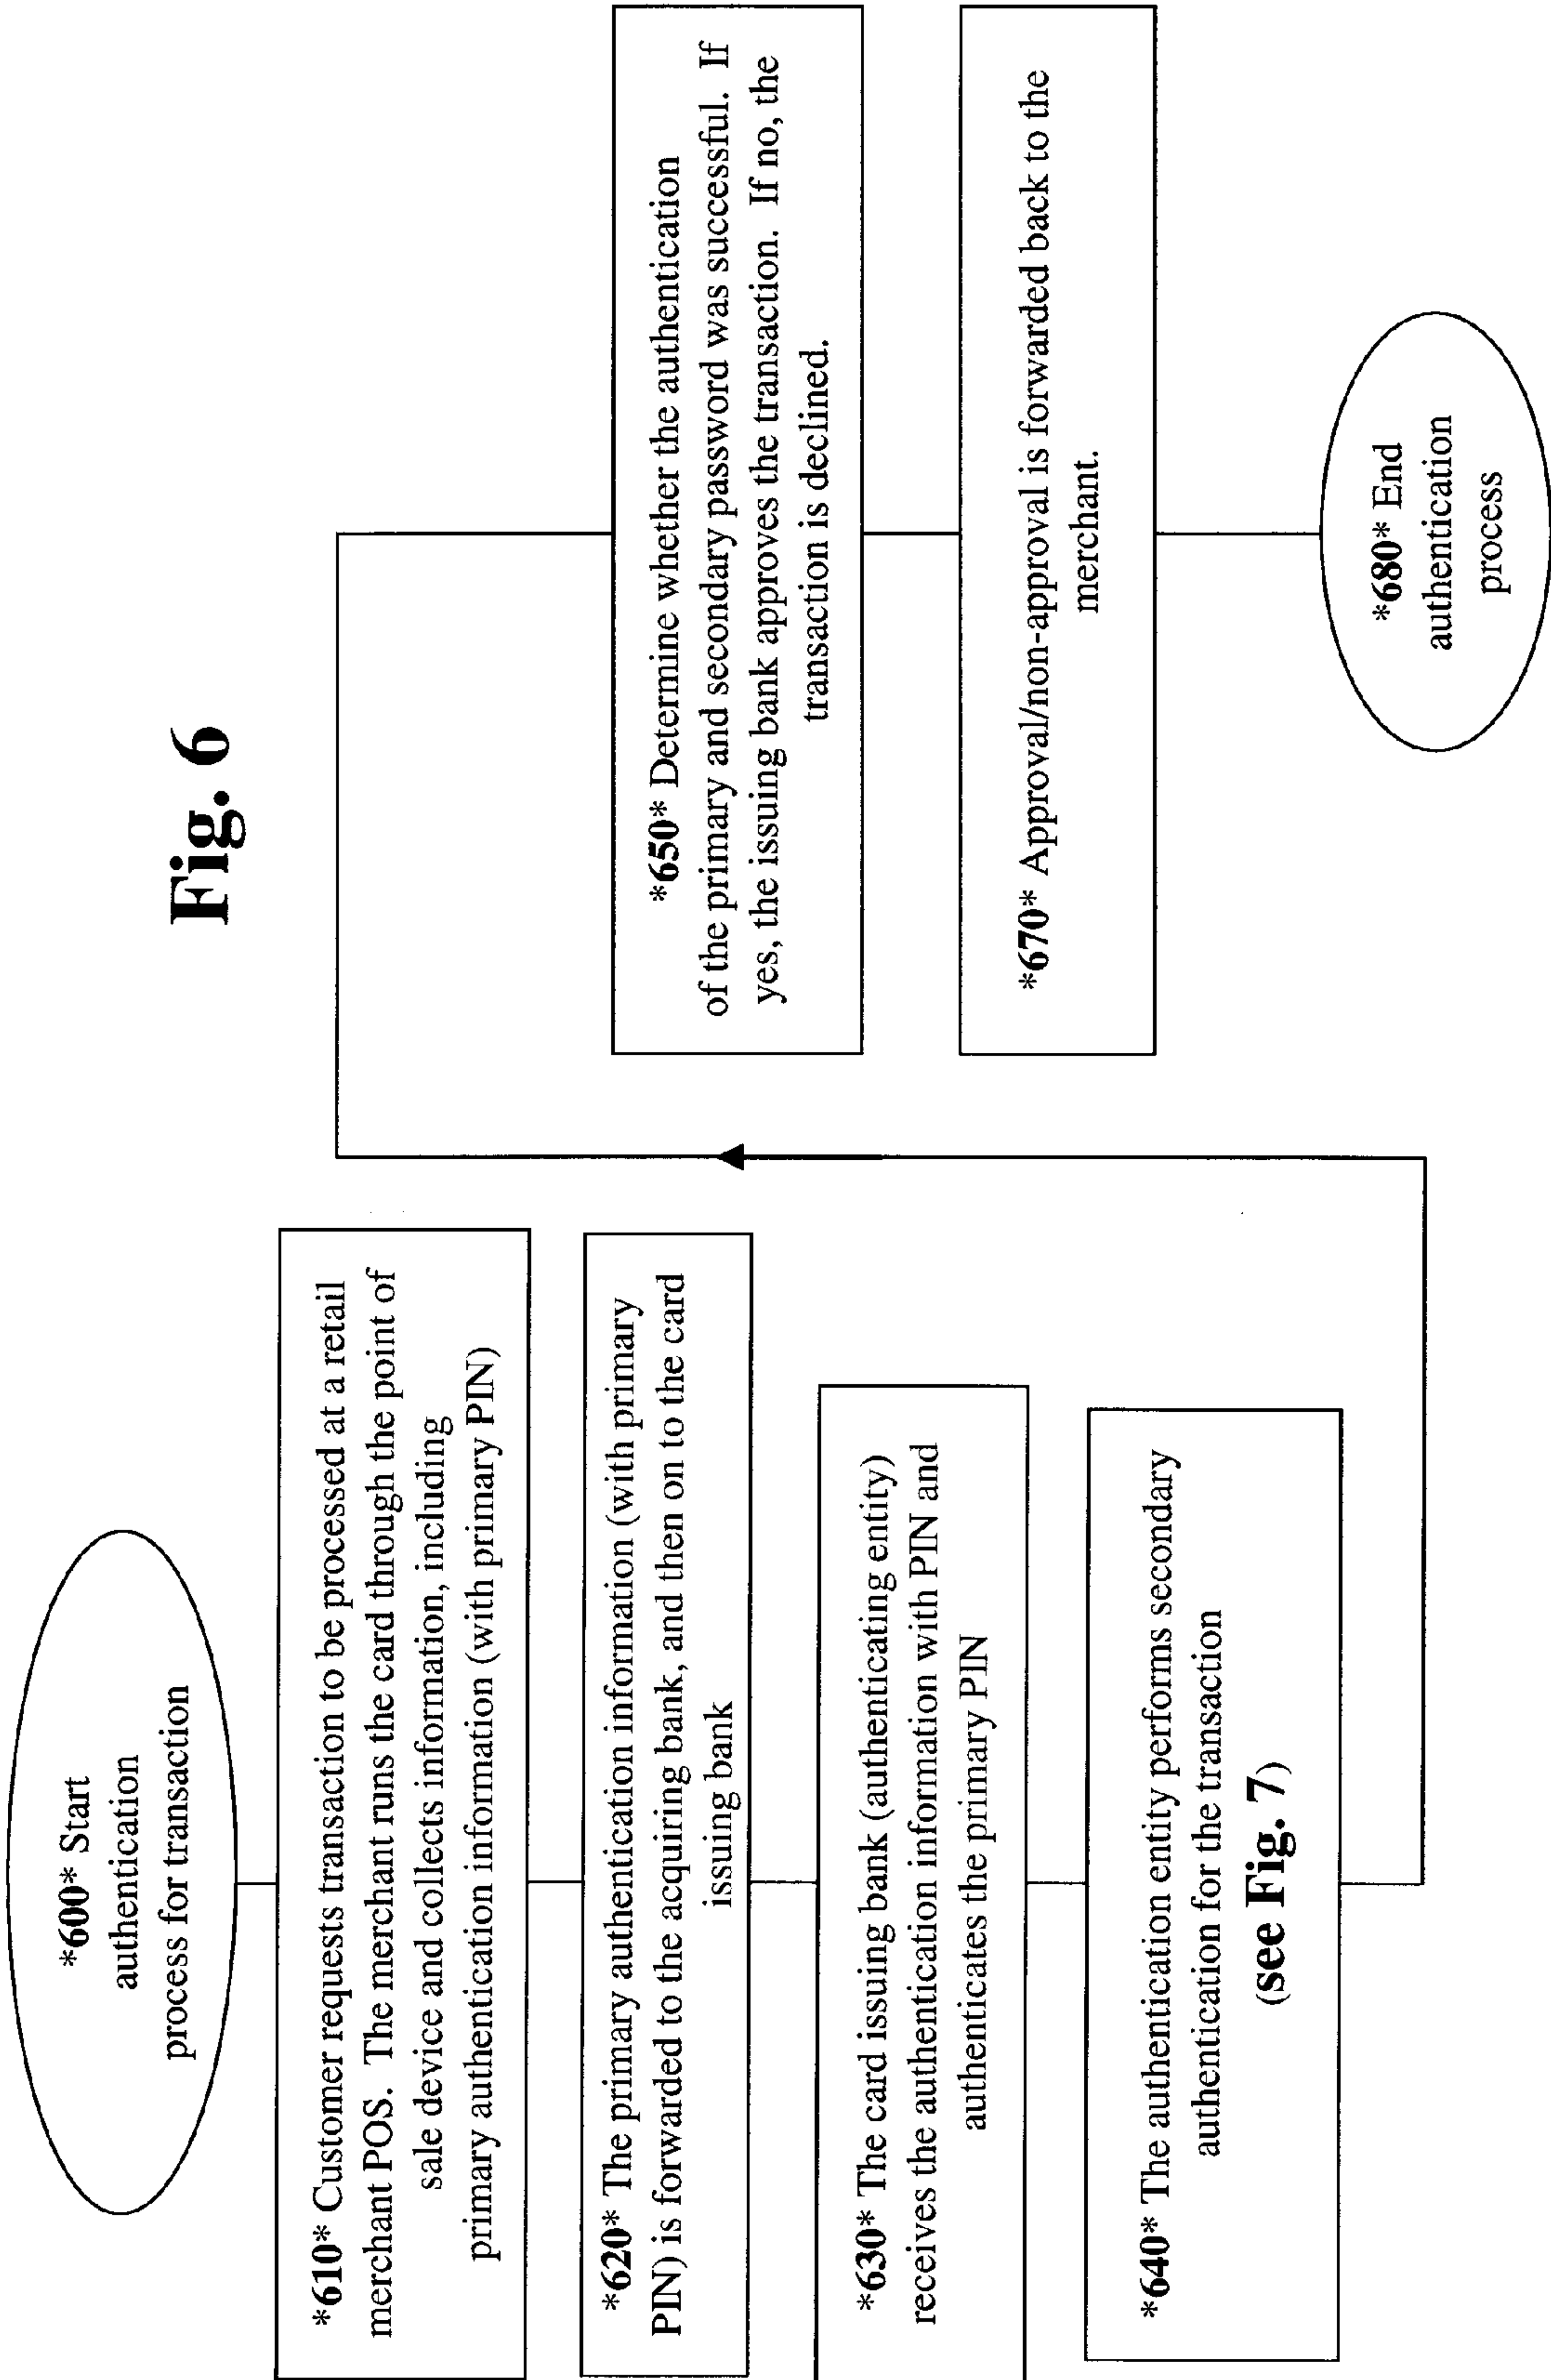 Fig. 6
*600* Start
authentication
process for transaction
*610* Customer requests transaction to be processed at a retail
merchant POS. The merchant runs the card through the point of
sale device and collects information, including
primary authentication information (with primary PIN)
*620* The primary authentication information (with primary
PIN) is forwarded to the acquiring bank, and then on to the card
issuing bank
*630* The card issuing bank (authenticating entity)
receives the authentication information with PIN and
authenticates the primary PIN
*640* The authentication entity performs secondary
authentication for the transaction
(see Fig. 7)
*650* Determine whether the authentication
of the primary and secondary password was successful. If
yes, the issuing bank approves the transaction. If no, the
transaction is declined.
*670* Approval/non-approval is forwarded back to the
merchant.
*680* End
authentication
process